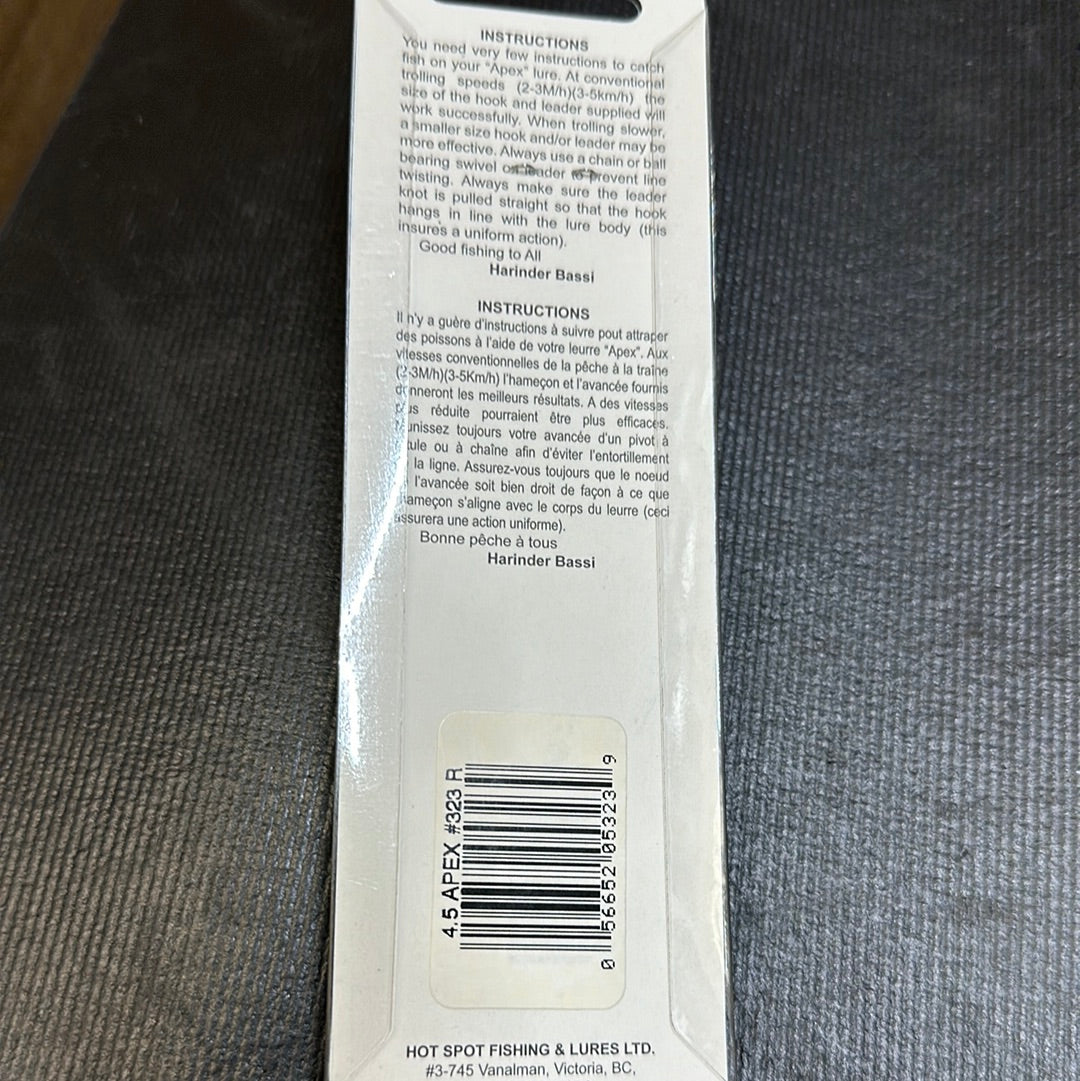 INSTRUCTIONS
You need very few instructions to catch
fish on your "Apex" lure. At conventional
trolling speeds (2-3M/h)(3-5km/h) the
size of the hook and leader supplied will
work successfully. When trolling slower,
a smaller size hook and/or leader may be
more effective. Always use a chain or ball
bearing swivel on leader to prevent line
twisting. Always make sure the leader
knot is pulled straight so that the hook
hangs in line with the lure body (this
insures a uniform action).
Good fishing to All
Harinder Bassi
INSTRUCTIONS
Il n'y a guère d'instructions à suivre pout attraper
des poissons à l'aide de votre leurre "Apex". Aux
vitesses conventionnelles de la pêche à la traîne
(2-3M/h)(3-5Km/h) l'hameçon et l'avancée fournis
donneront les meilleurs résultats. A des vitesses
plus réduite pourraient être plus efficaces.
Munissez toujours votre avancée d'un pivot à
ou à chaîne afin d'éviter l'entortillement
la ligne. Assurez-vous toujours que le noeud
l'avancée soit bien droit de façon à ce que
hameçon s'aligne avec le corps du leurre (ceci
assurera une action uniforme).
Bonne pêche à tous
Harinder Bassi
4.5 APEX #323 R
0 56652 05323 9
HOT SPOT FISHING & LURES LTD.
#3-745 Vanalman, Victoria, BC,